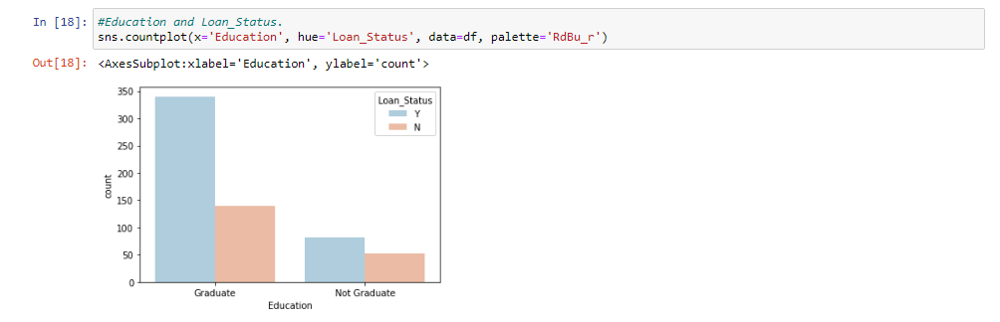 In [18]: #Education and Loan_Status.
sns.countplot(x='Education', hue='Loan_Status', data=df, palette='RdBu_r')
Out[18]: <AxesSubplot:xlabel='Education', ylabel='count'>
350
300
250
200
150
100
50
0
count
Loan_Status
Y
N
Graduate
Not Graduate
Education